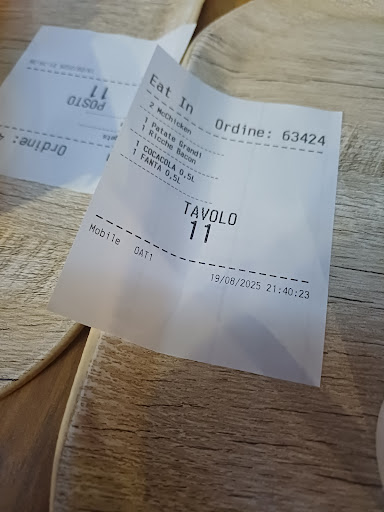 Eat In
Ordine: 63424
2 McChicken
1 Patate Grandi
1 Ricche Bacon
1 COCACOLA 0,5L
1 FANTA 0,5L
TAVOLO
11
Mobile OAT1 19/08/2025 21:40:23
POSTO
11
Ordine: